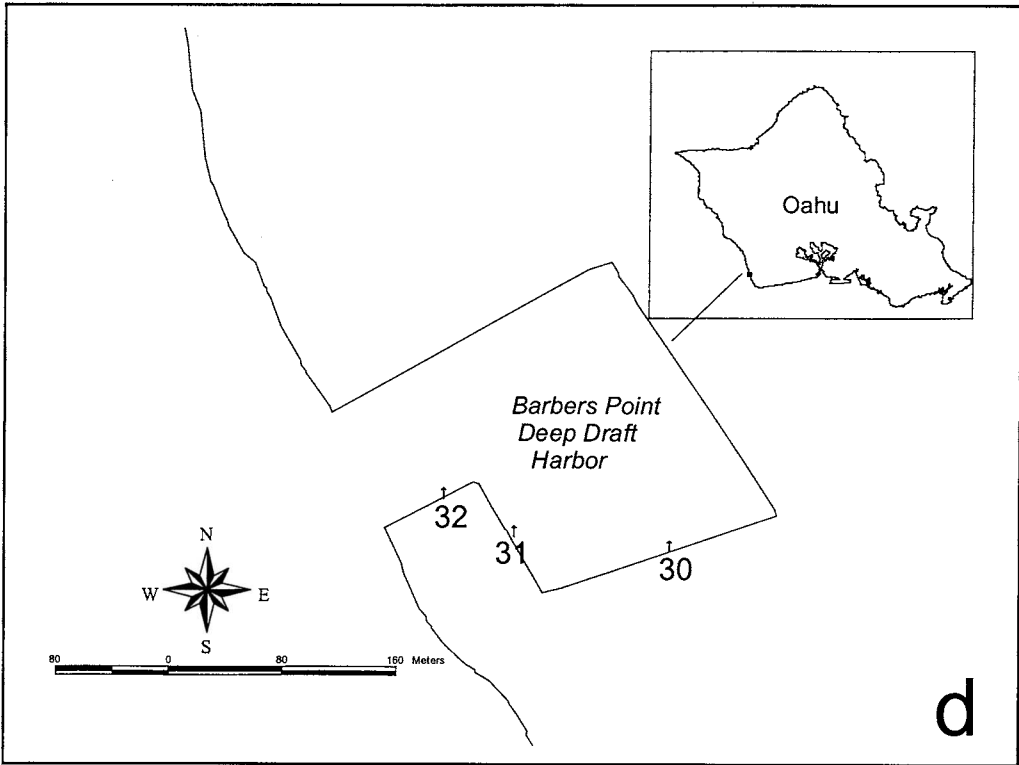 Oahu
Barbers Point
Deep Draft
Harbor
32
31
30
N
W E
S
80 0 80 160 Meters
d